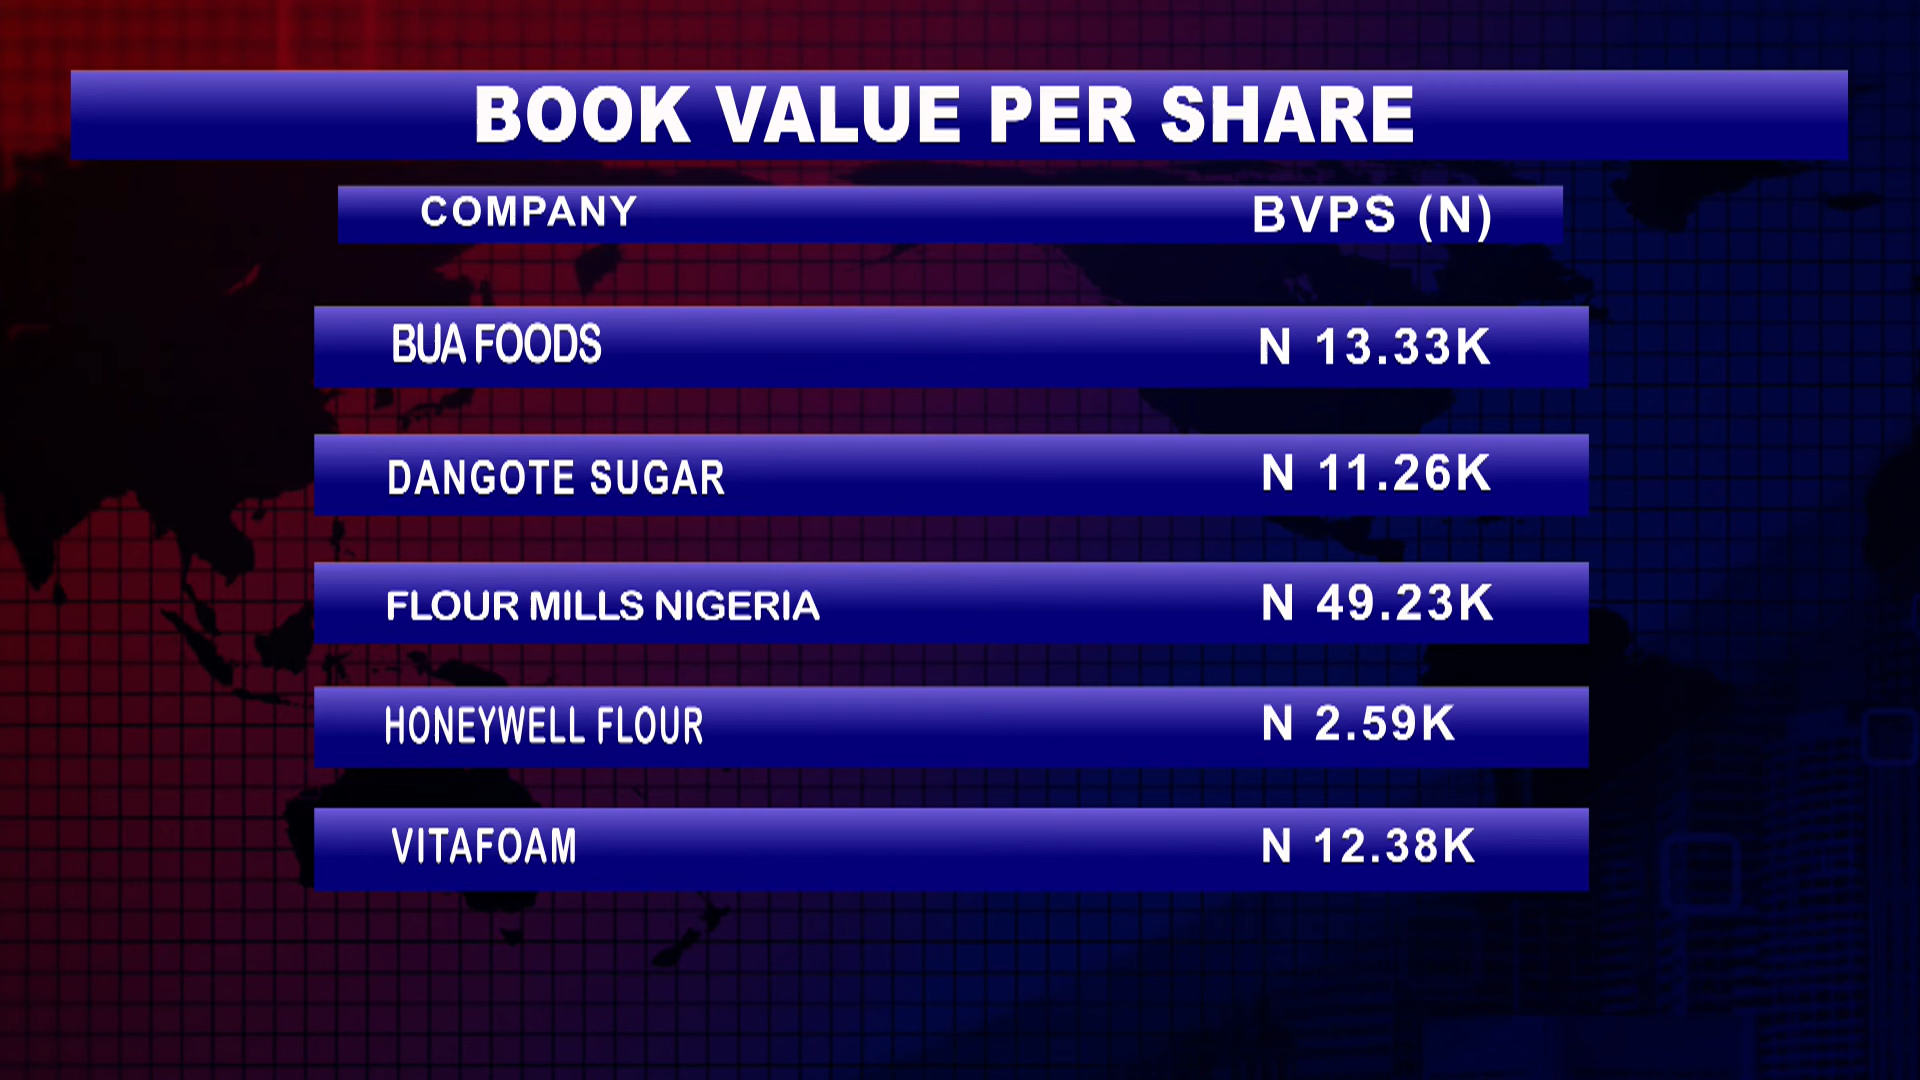 BOOK VALUE PER SHARE
COMPANY BVPS (N)
BUA FOODS N 13.33K
DANGOTE SUGAR N 11.26K
FLOUR MILLS NIGERIA N 49.23K
HONEYWELL FLOUR N 2.59K
VITAFOAM N 12.38K